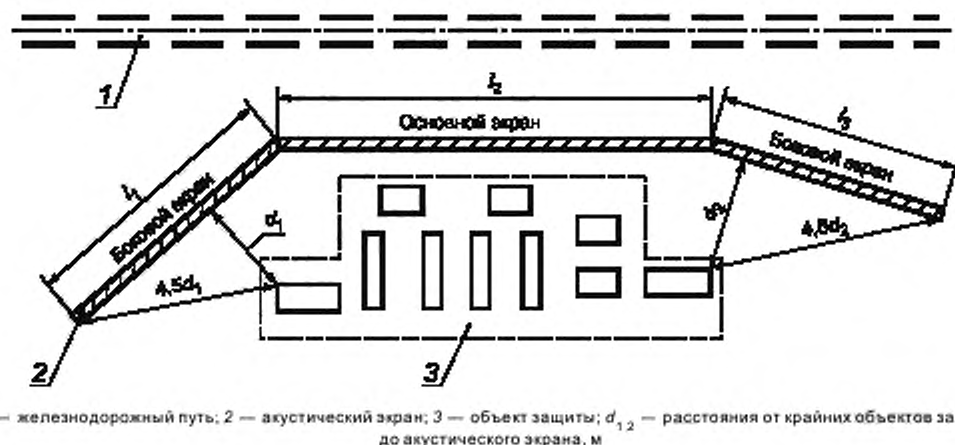 1
l₂
Основной экран
l₁
Боковой экран
l₃
Боковой экран
d₁
4,5d₁
d₂
4,5d₂
2
3
— железнодорожный путь; 2 — акустический экран; 3 — объект защиты; d₁,₂ — расстояния от крайних объектов за
до акустического экрана, м